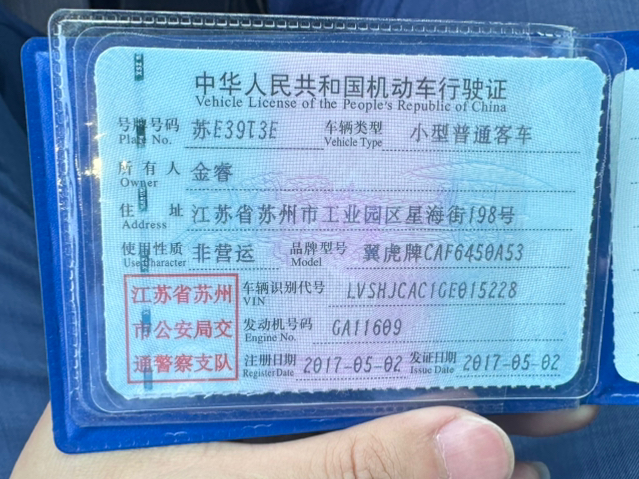 中华人民共和国机动车行驶证
Vehicle License of the People's Republic of China
号牌号码 苏E39T3E 车辆类型 小型普通客车
Plate No. Vehicle Type
所有人 金睿
Owner
住址 江苏省苏州市工业园区星海街198号
Address
使用性质 非营运 品牌型号 翼虎牌CAF6450A53
Use Character Model
江苏省苏州 车辆识别代号 LVSHJCAC1GE015228
VIN
市公安局交 发动机号码 GA11609
Engine No.
通警察支队 注册日期 2017-05-02 发证日期 2017-05-02
Register Date Issue Date